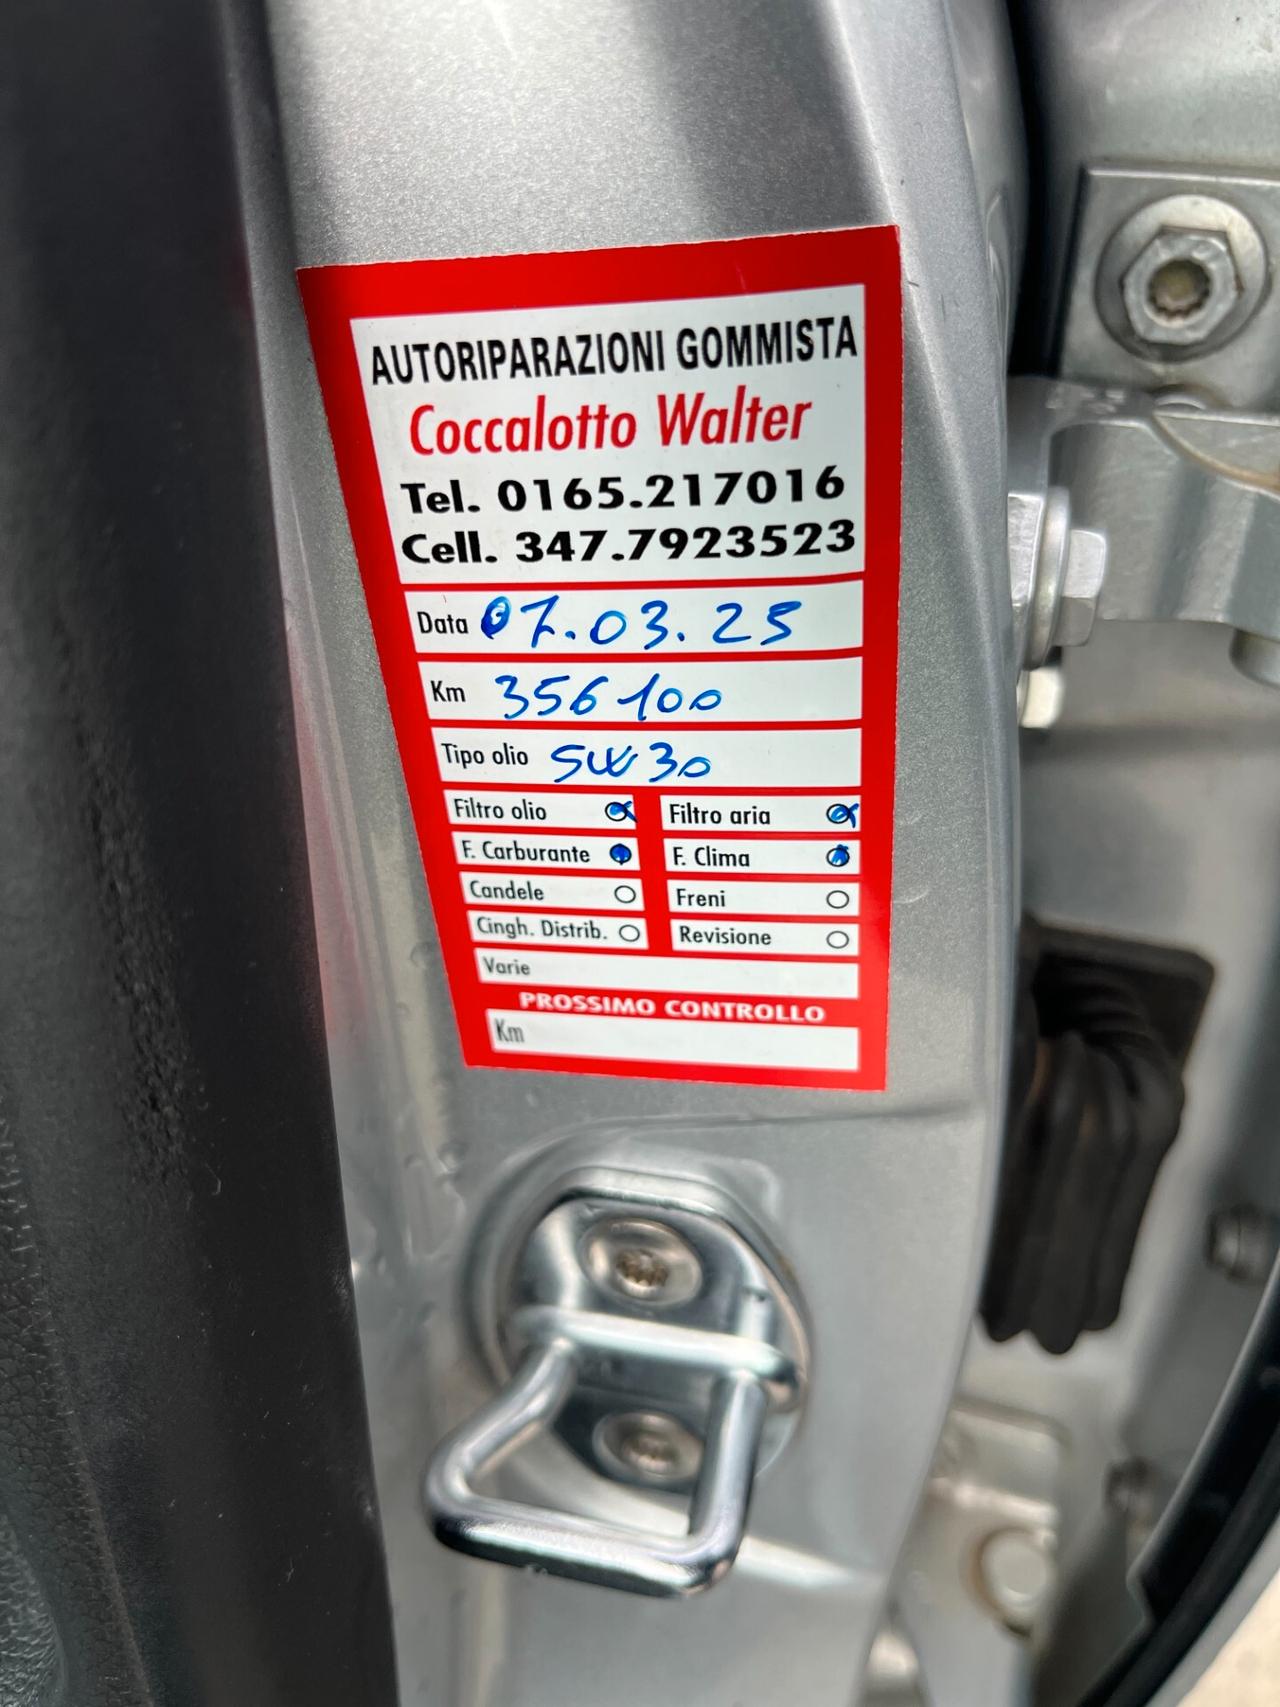 AUTORIPARAZIONI GOMMISTA
Coccalotto Walter
Tel. 0165.217016
Cell. 347.7923523
Data 07.03.25
Km 356100
Tipo olio 5W30
Filtro olio Filtro aria
F. Carburante F. Clima
Candele Freni
Cingh. Distrib. Revisione
Varie
PROSSIMO CONTROLLO
Km